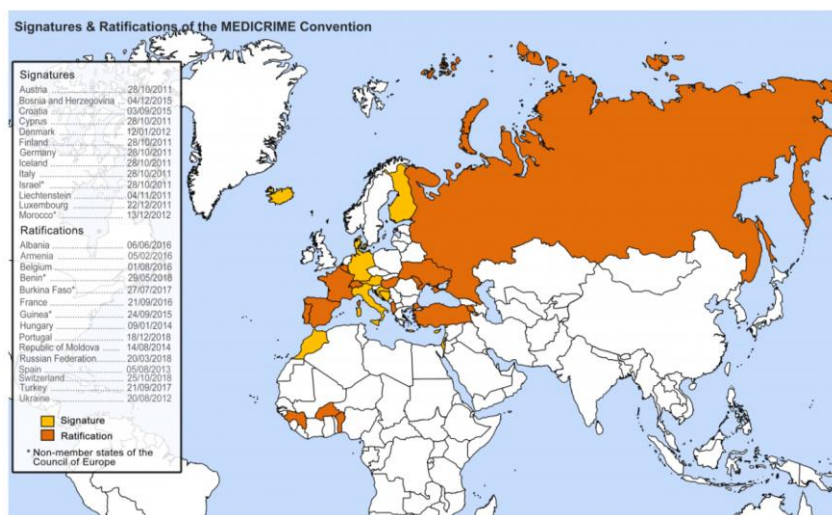 Signatures & Ratifications of the MEDICRIME Convention
Signatures
Austria 28/10/2011
Bosnia and Herzegovina 04/12/2015
Croatia 03/09/2015
Cyprus 28/10/2011
Denmark 12/01/2012
Finland 28/10/2011
Germany 28/10/2011
Iceland 28/10/2011
Italy 28/10/2011
Israel* 28/10/2011
Liechtenstein 04/11/2011
Luxembourg 22/12/2011
Morocco* 13/12/2012
Ratifications
Albania 06/06/2016
Armenia 05/02/2016
Belgium 01/08/2016
Benin* 29/05/2018
Burkina Faso* 27/07/2017
France 21/09/2016
Guinea* 24/09/2015
Hungary 09/01/2014
Portugal 18/12/2018
Republic of Moldova 14/08/2014
Russian Federation 20/03/2018
Spain 05/08/2013
Switzerland 25/10/2018
Turkey 21/09/2017
Ukraine 20/08/2012
Signature
Ratification
* Non-member states of the
Council of Europe